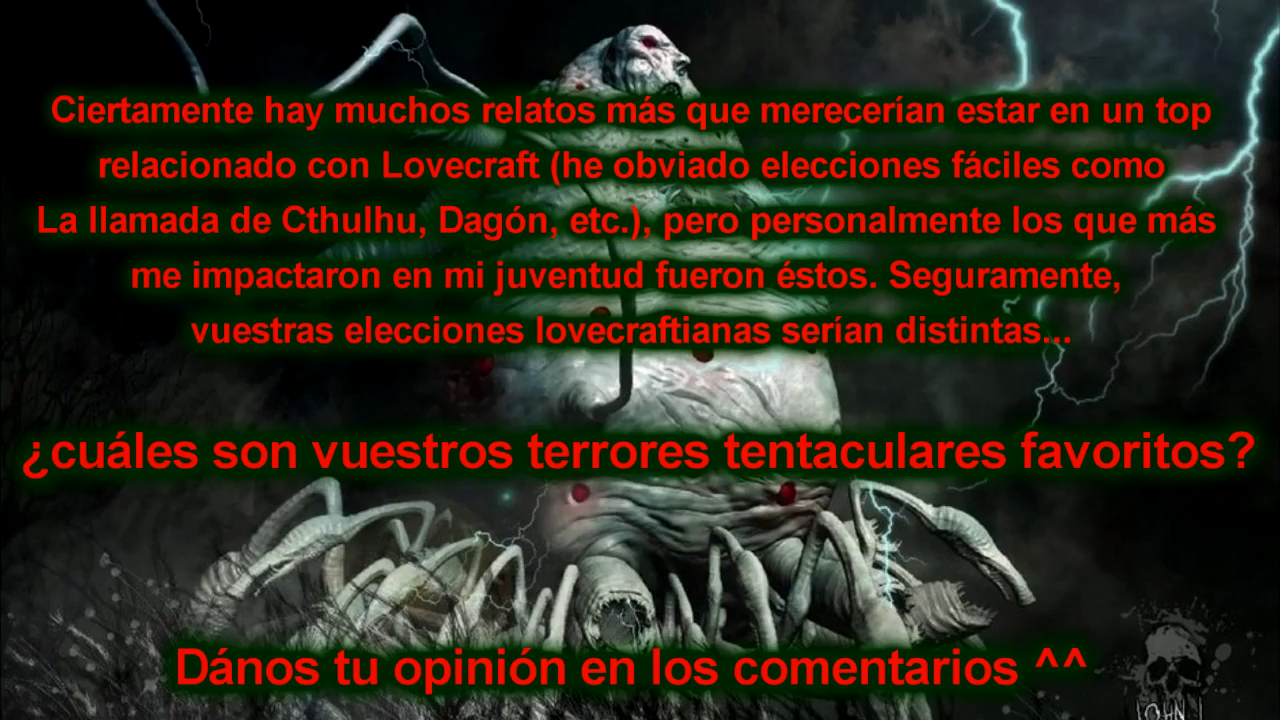 Ciertamente hay muchos relatos más que merecerían estar en un top
relacionado con Lovecraft (he obviado elecciones fáciles como
La llamada de Cthulhu, Dagón, etc.), pero personalmente los que más
me impactaron en mi juventud fueron éstos. Seguramente,
vuestras elecciones lovecraftianas serían distintas...
¿cuáles son vuestros terrores tentaculares favoritos?
Dános tu opinión en los comentarios ^^